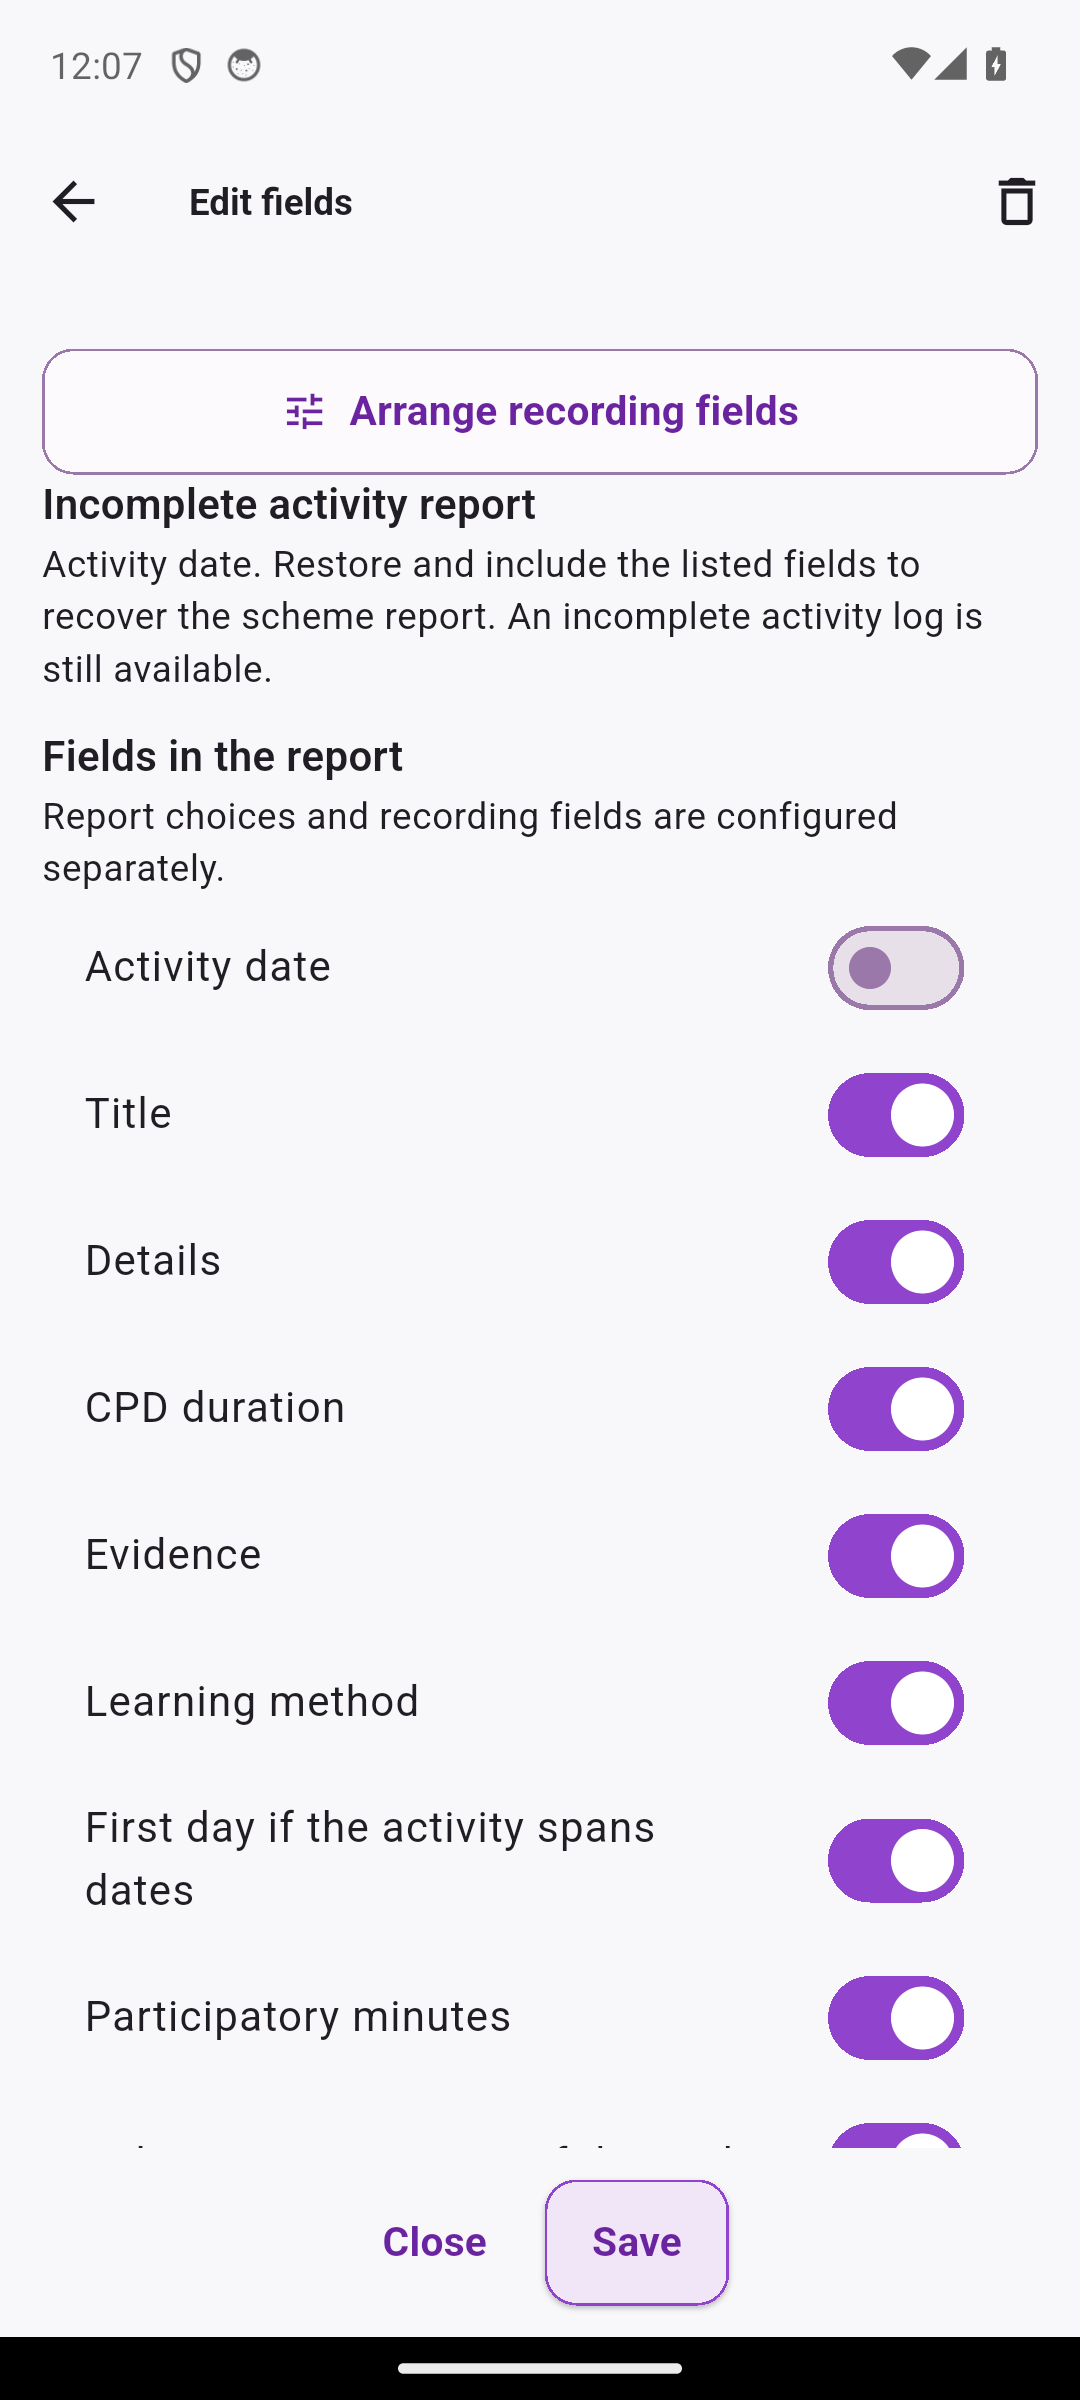 12:07
Edit fields
Arrange recording fields
Incomplete activity report
Activity date. Restore and include the listed fields to
recover the scheme report. An incomplete activity log is
still available.
Fields in the report
Report choices and recording fields are configured
separately.
Activity date
Title
Details
CPD duration
Evidence
Learning method
First day if the activity spans
dates
Participatory minutes
Close
Save